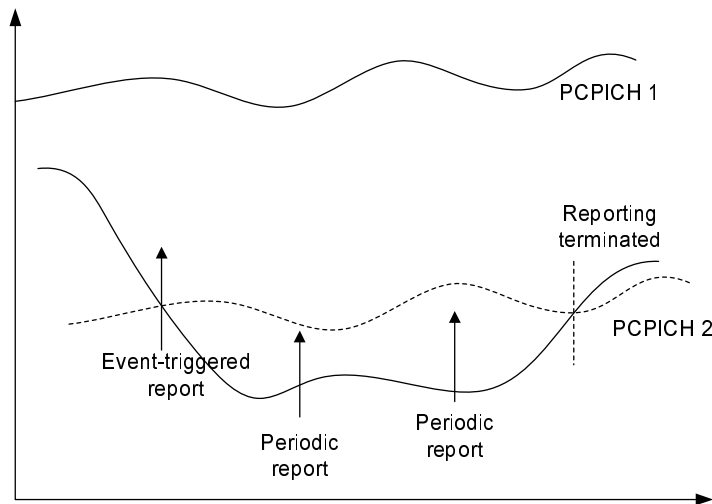 PCPICH 1
Reporting
terminated
PCPICH 2
Event-triggered
report
Periodic
report
Periodic
report